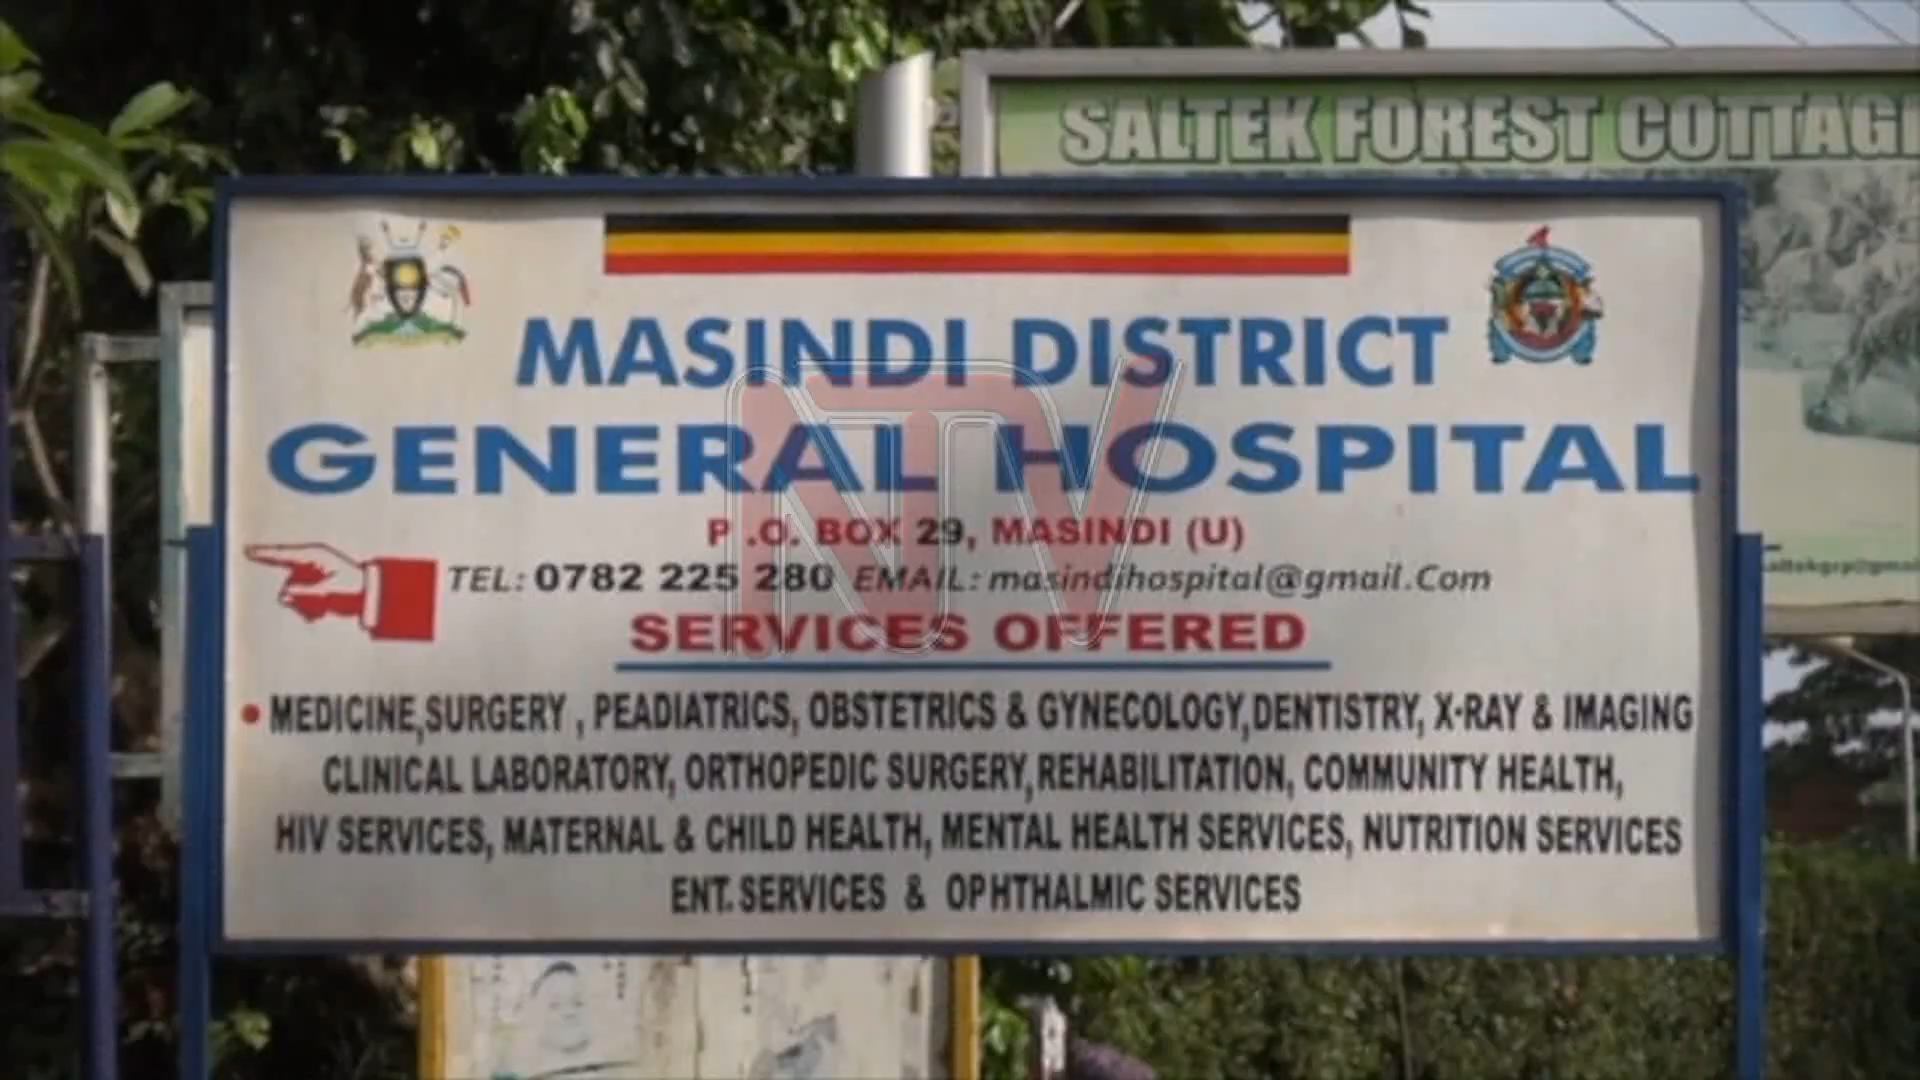 SALTEK FOREST COTTAG
MASINDI DISTRICT
GENERAL HOSPITAL
P .O. BOX 29, MASINDI (U)
TEL: 0782 225 280 EMAIL: masindihospital@gmail.Com
SERVICES OFFERED
• MEDICINE,SURGERY , PEADIATRICS, OBSTETRICS & GYNECOLOGY,DENTISTRY, X-RAY & IMAGING
CLINICAL LABORATORY, ORTHOPEDIC SURGERY,REHABILITATION, COMMUNITY HEALTH,
HIV SERVICES, MATERNAL & CHILD HEALTH, MENTAL HEALTH SERVICES, NUTRITION SERVICES
ENT. SERVICES & OPHTHALMIC SERVICES
NTV